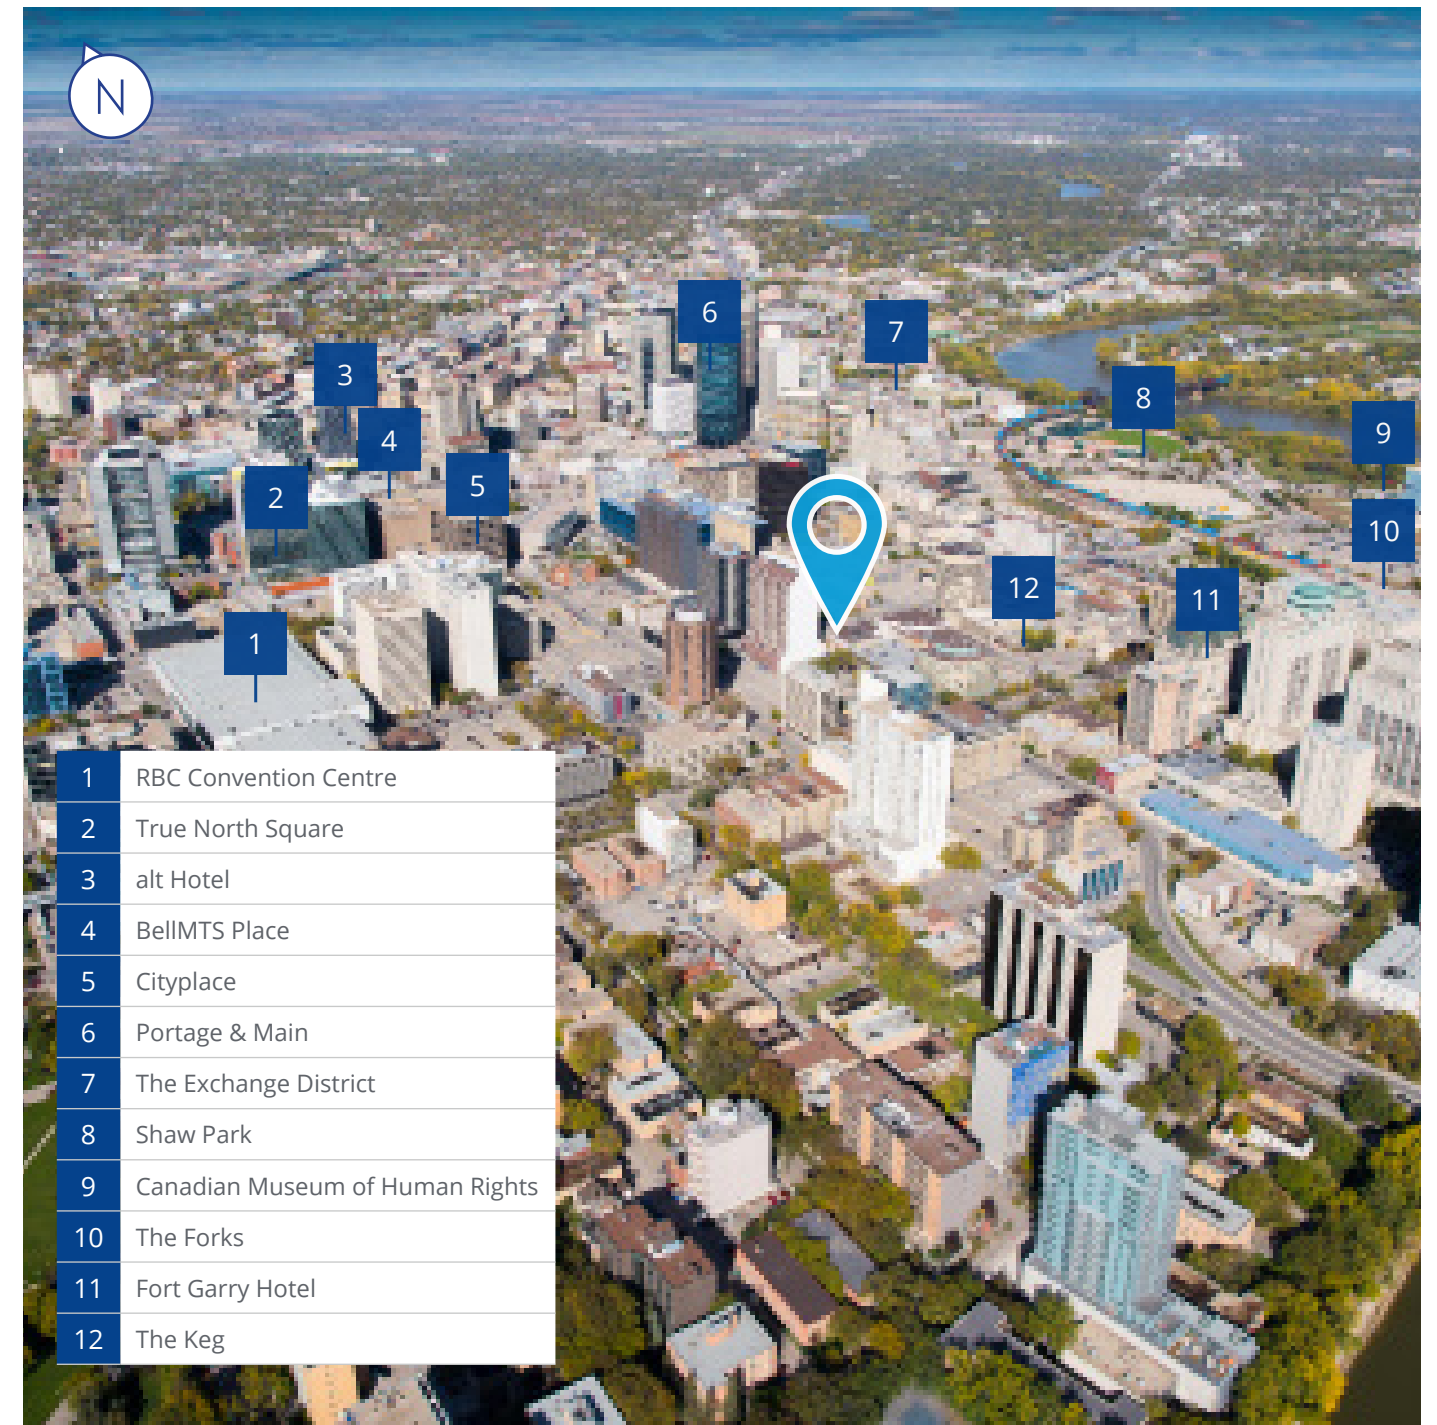 N
6
7
3
8
4
9
5
2
10
12
11
1
1 RBC Convention Centre
2 True North Square
3 alt Hotel
4 BellMTS Place
5 Cityplace
6 Portage & Main
7 The Exchange District
8 Shaw Park
9 Canadian Museum of Human Rights
10 The Forks
11 Fort Garry Hotel
12 The Keg